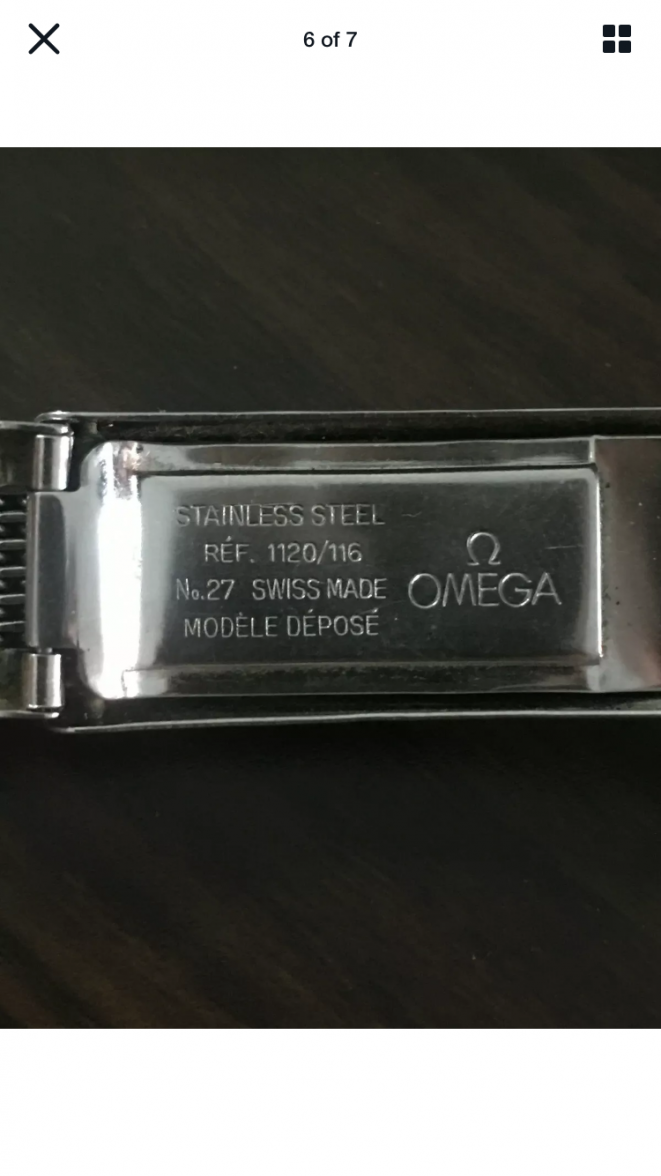 6 of 7
STAINLESS STEEL
RÉF. 1120/116
No.27 SWISS MADE
MODÈLE DÉPOSÉ
Ω
OMEGA